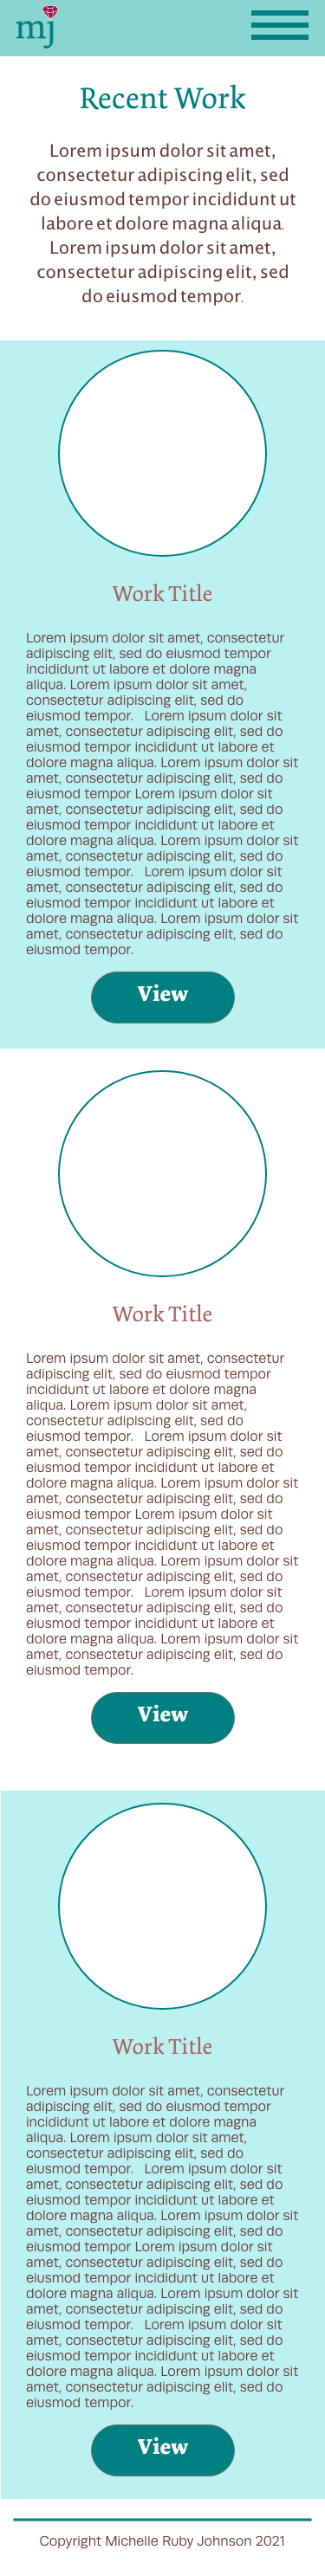 mj
Recent Work
Lorem ipsum dolor sit amet,
consectetur adipiscing elit, sed
do eiusmod tempor incididunt ut
labore et dolore magna aliqua.
Lorem ipsum dolor sit amet,
consectetur adipiscing elit, sed
do eiusmod tempor.
Work Title
Lorem ipsum dolor sit amet, consectetur
adipiscing elit, sed do eiusmod tempor
incididunt ut labore et dolore magna
aliqua. Lorem ipsum dolor sit amet,
consectetur adipiscing elit, sed do
eiusmod tempor.   Lorem ipsum dolor sit
amet, consectetur adipiscing elit, sed do
eiusmod tempor incididunt ut labore et
dolore magna aliqua. Lorem ipsum dolor sit
amet, consectetur adipiscing elit, sed do
eiusmod tempor Lorem ipsum dolor sit
amet, consectetur adipiscing elit, sed do
eiusmod tempor incididunt ut labore et
dolore magna aliqua. Lorem ipsum dolor sit
amet, consectetur adipiscing elit, sed do
eiusmod tempor.   Lorem ipsum dolor sit
amet, consectetur adipiscing elit, sed do
eiusmod tempor incididunt ut labore et
dolore magna aliqua. Lorem ipsum dolor sit
amet, consectetur adipiscing elit, sed do
eiusmod tempor.
View
Work Title
Lorem ipsum dolor sit amet, consectetur
adipiscing elit, sed do eiusmod tempor
incididunt ut labore et dolore magna
aliqua. Lorem ipsum dolor sit amet,
consectetur adipiscing elit, sed do
eiusmod tempor.   Lorem ipsum dolor sit
amet, consectetur adipiscing elit, sed do
eiusmod tempor incididunt ut labore et
dolore magna aliqua. Lorem ipsum dolor sit
amet, consectetur adipiscing elit, sed do
eiusmod tempor Lorem ipsum dolor sit
amet, consectetur adipiscing elit, sed do
eiusmod tempor incididunt ut labore et
dolore magna aliqua. Lorem ipsum dolor sit
amet, consectetur adipiscing elit, sed do
eiusmod tempor.   Lorem ipsum dolor sit
amet, consectetur adipiscing elit, sed do
eiusmod tempor incididunt ut labore et
dolore magna aliqua. Lorem ipsum dolor sit
amet, consectetur adipiscing elit, sed do
eiusmod tempor.
View
Work Title
Lorem ipsum dolor sit amet, consectetur
adipiscing elit, sed do eiusmod tempor
incididunt ut labore et dolore magna
aliqua. Lorem ipsum dolor sit amet,
consectetur adipiscing elit, sed do
eiusmod tempor.   Lorem ipsum dolor sit
amet, consectetur adipiscing elit, sed do
eiusmod tempor incididunt ut labore et
dolore magna aliqua. Lorem ipsum dolor sit
amet, consectetur adipiscing elit, sed do
eiusmod tempor Lorem ipsum dolor sit
amet, consectetur adipiscing elit, sed do
eiusmod tempor incididunt ut labore et
dolore magna aliqua. Lorem ipsum dolor sit
amet, consectetur adipiscing elit, sed do
eiusmod tempor.   Lorem ipsum dolor sit
amet, consectetur adipiscing elit, sed do
eiusmod tempor incididunt ut labore et
dolore magna aliqua. Lorem ipsum dolor sit
amet, consectetur adipiscing elit, sed do
eiusmod tempor.
View
Copyright Michelle Ruby Johnson 2021